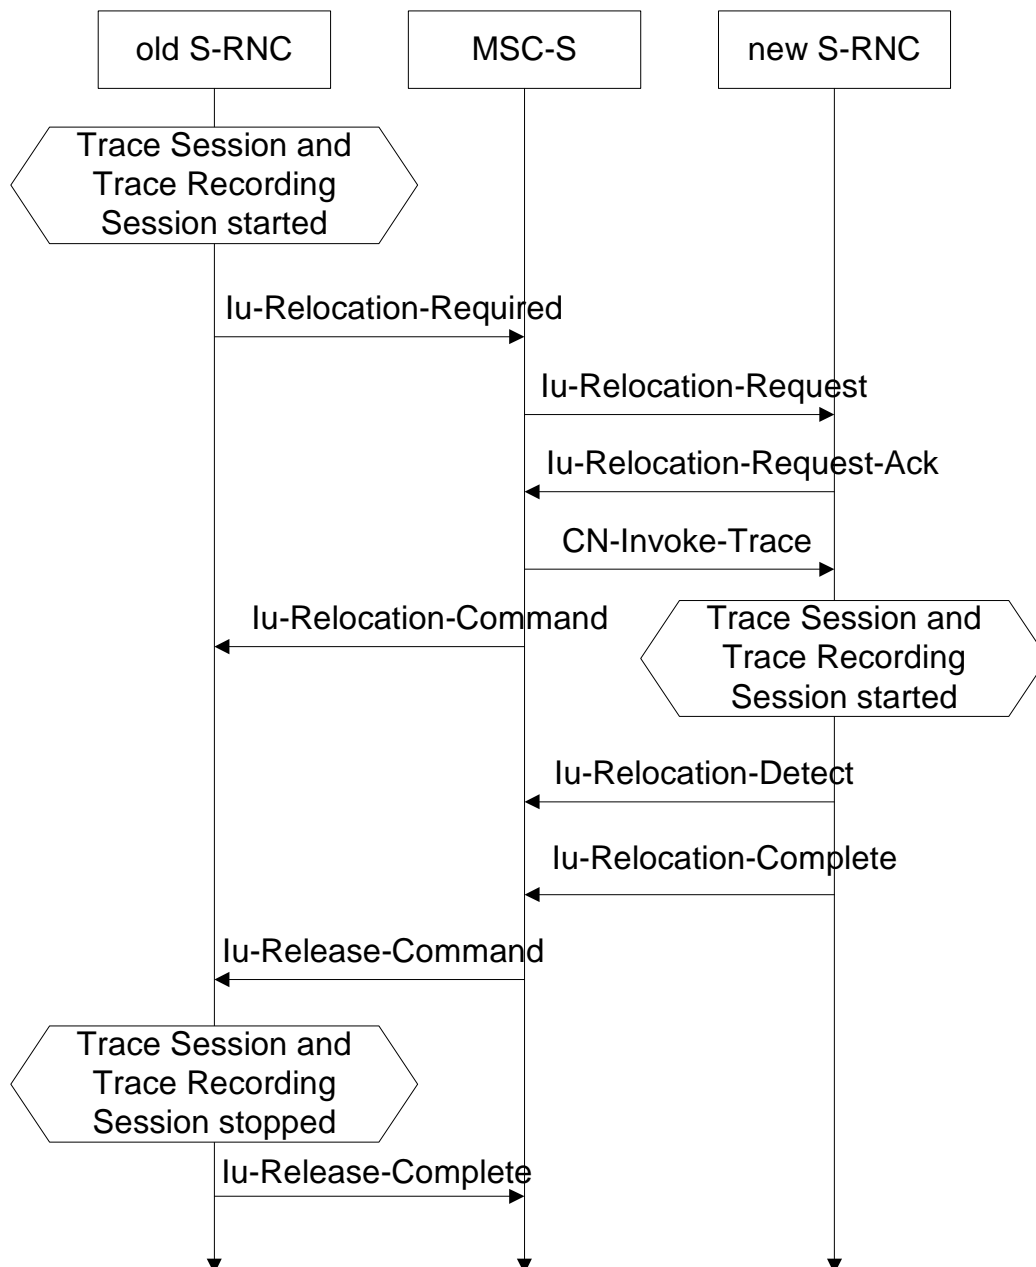 old S-RNC
MSC-S
new S-RNC
Trace Session and
Trace Recording
Session started
Iu-Relocation-Required
Iu-Relocation-Request
Iu-Relocation-Request-Ack
CN-Invoke-Trace
Iu-Relocation-Command
Trace Session and
Trace Recording
Session started
Iu-Relocation-Detect
Iu-Relocation-Complete
Iu-Release-Command
Trace Session and
Trace Recording
Session stopped
Iu-Release-Complete